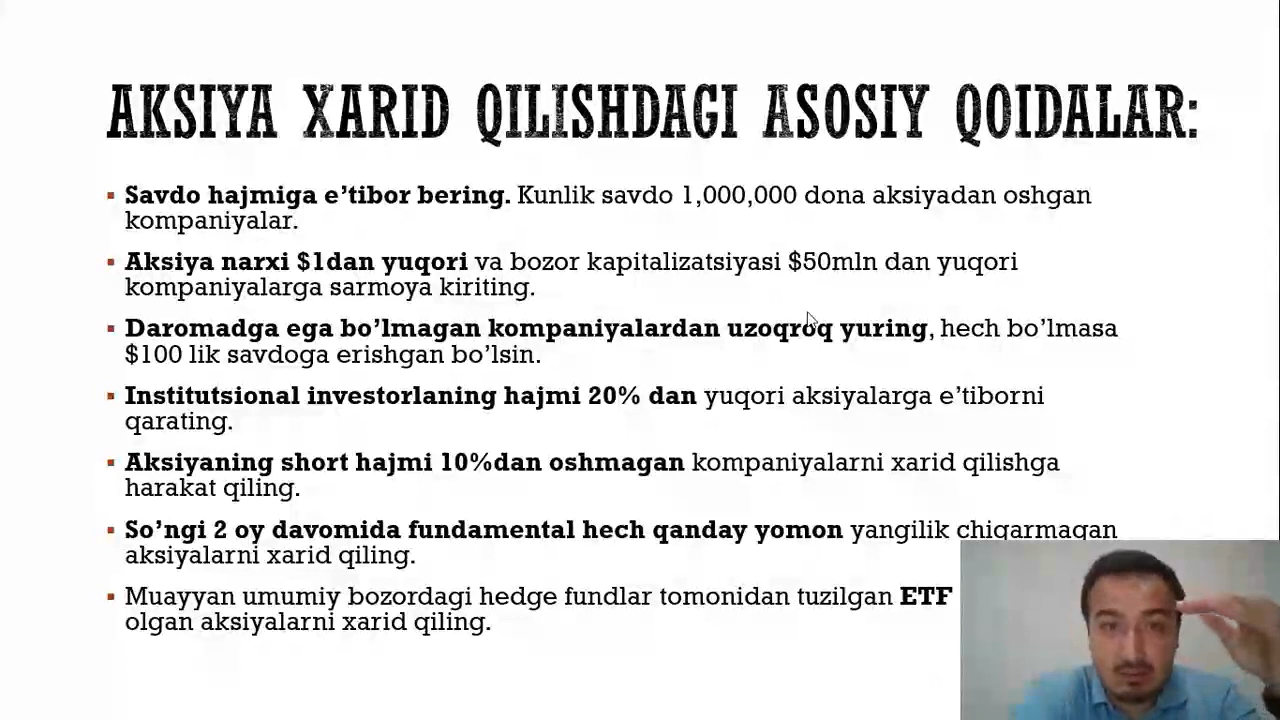 AKSIYA XARID QILISHDAGI ASOSIY QOIDALAR:
Savdo hajmiga e’tibor bering. Kunlik savdo 1,000,000 dona aksiyadan oshgan
kompaniyalar.
Aksiya narxi $1dan yuqori va bozor kapitalizatsiyasi $50mln dan yuqori
kompaniyalarga sarmoya kiriting.
Daromadga ega bo’lmagan kompaniyalardan uzoqroq yuring, hech bo’lmasa
$100 lik savdoga erishgan bo’lsin.
Institutsional investorlaning hajmi 20% dan yuqori aksiyalarga e’tiborni
qarating.
Aksiyaning short hajmi 10%dan oshmagan kompaniyalarni xarid qilishga
harakat qiling.
So’ngi 2 oy davomida fundamental hech qanday yomon yangilik chiqarmagan
aksiyalarni xarid qiling.
Muayyan umumiy bozordagi hedge fundlar tomonidan tuzilgan ETF
olgan aksiyalarni xarid qiling.